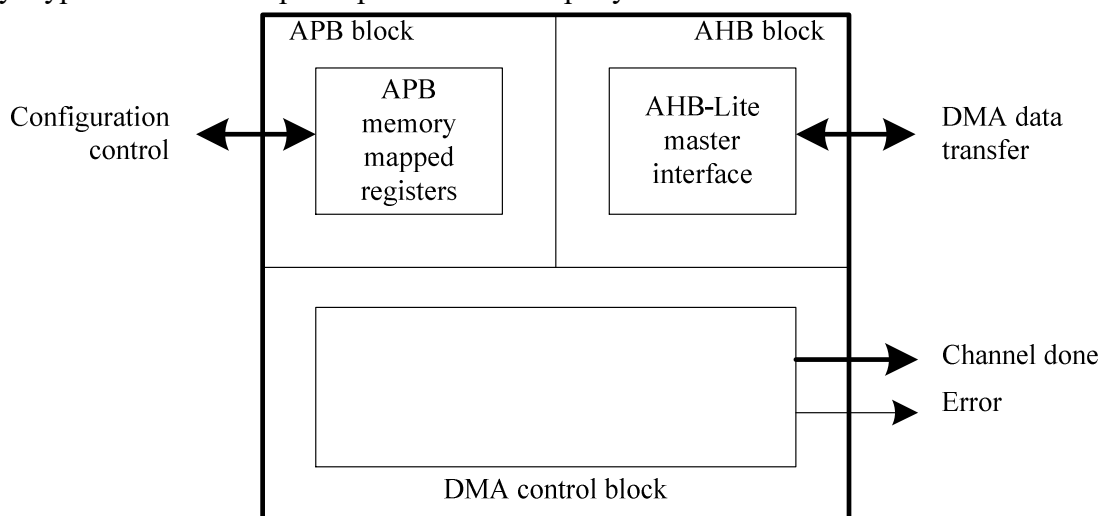 APB block
AHB block
APB
memory
mapped
registers
AHB-Lite
master
interface
Configuration
control
DMA data
transfer
Channel done
Error
DMA control block